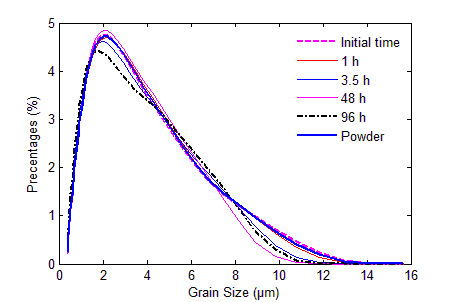 5
4
3
2
1
0
Precentages (%)
Initial time
1 h
3.5 h
48 h
96 h
Powder
0 2 4 6 8 10 12 14 16
Grain Size (μm)